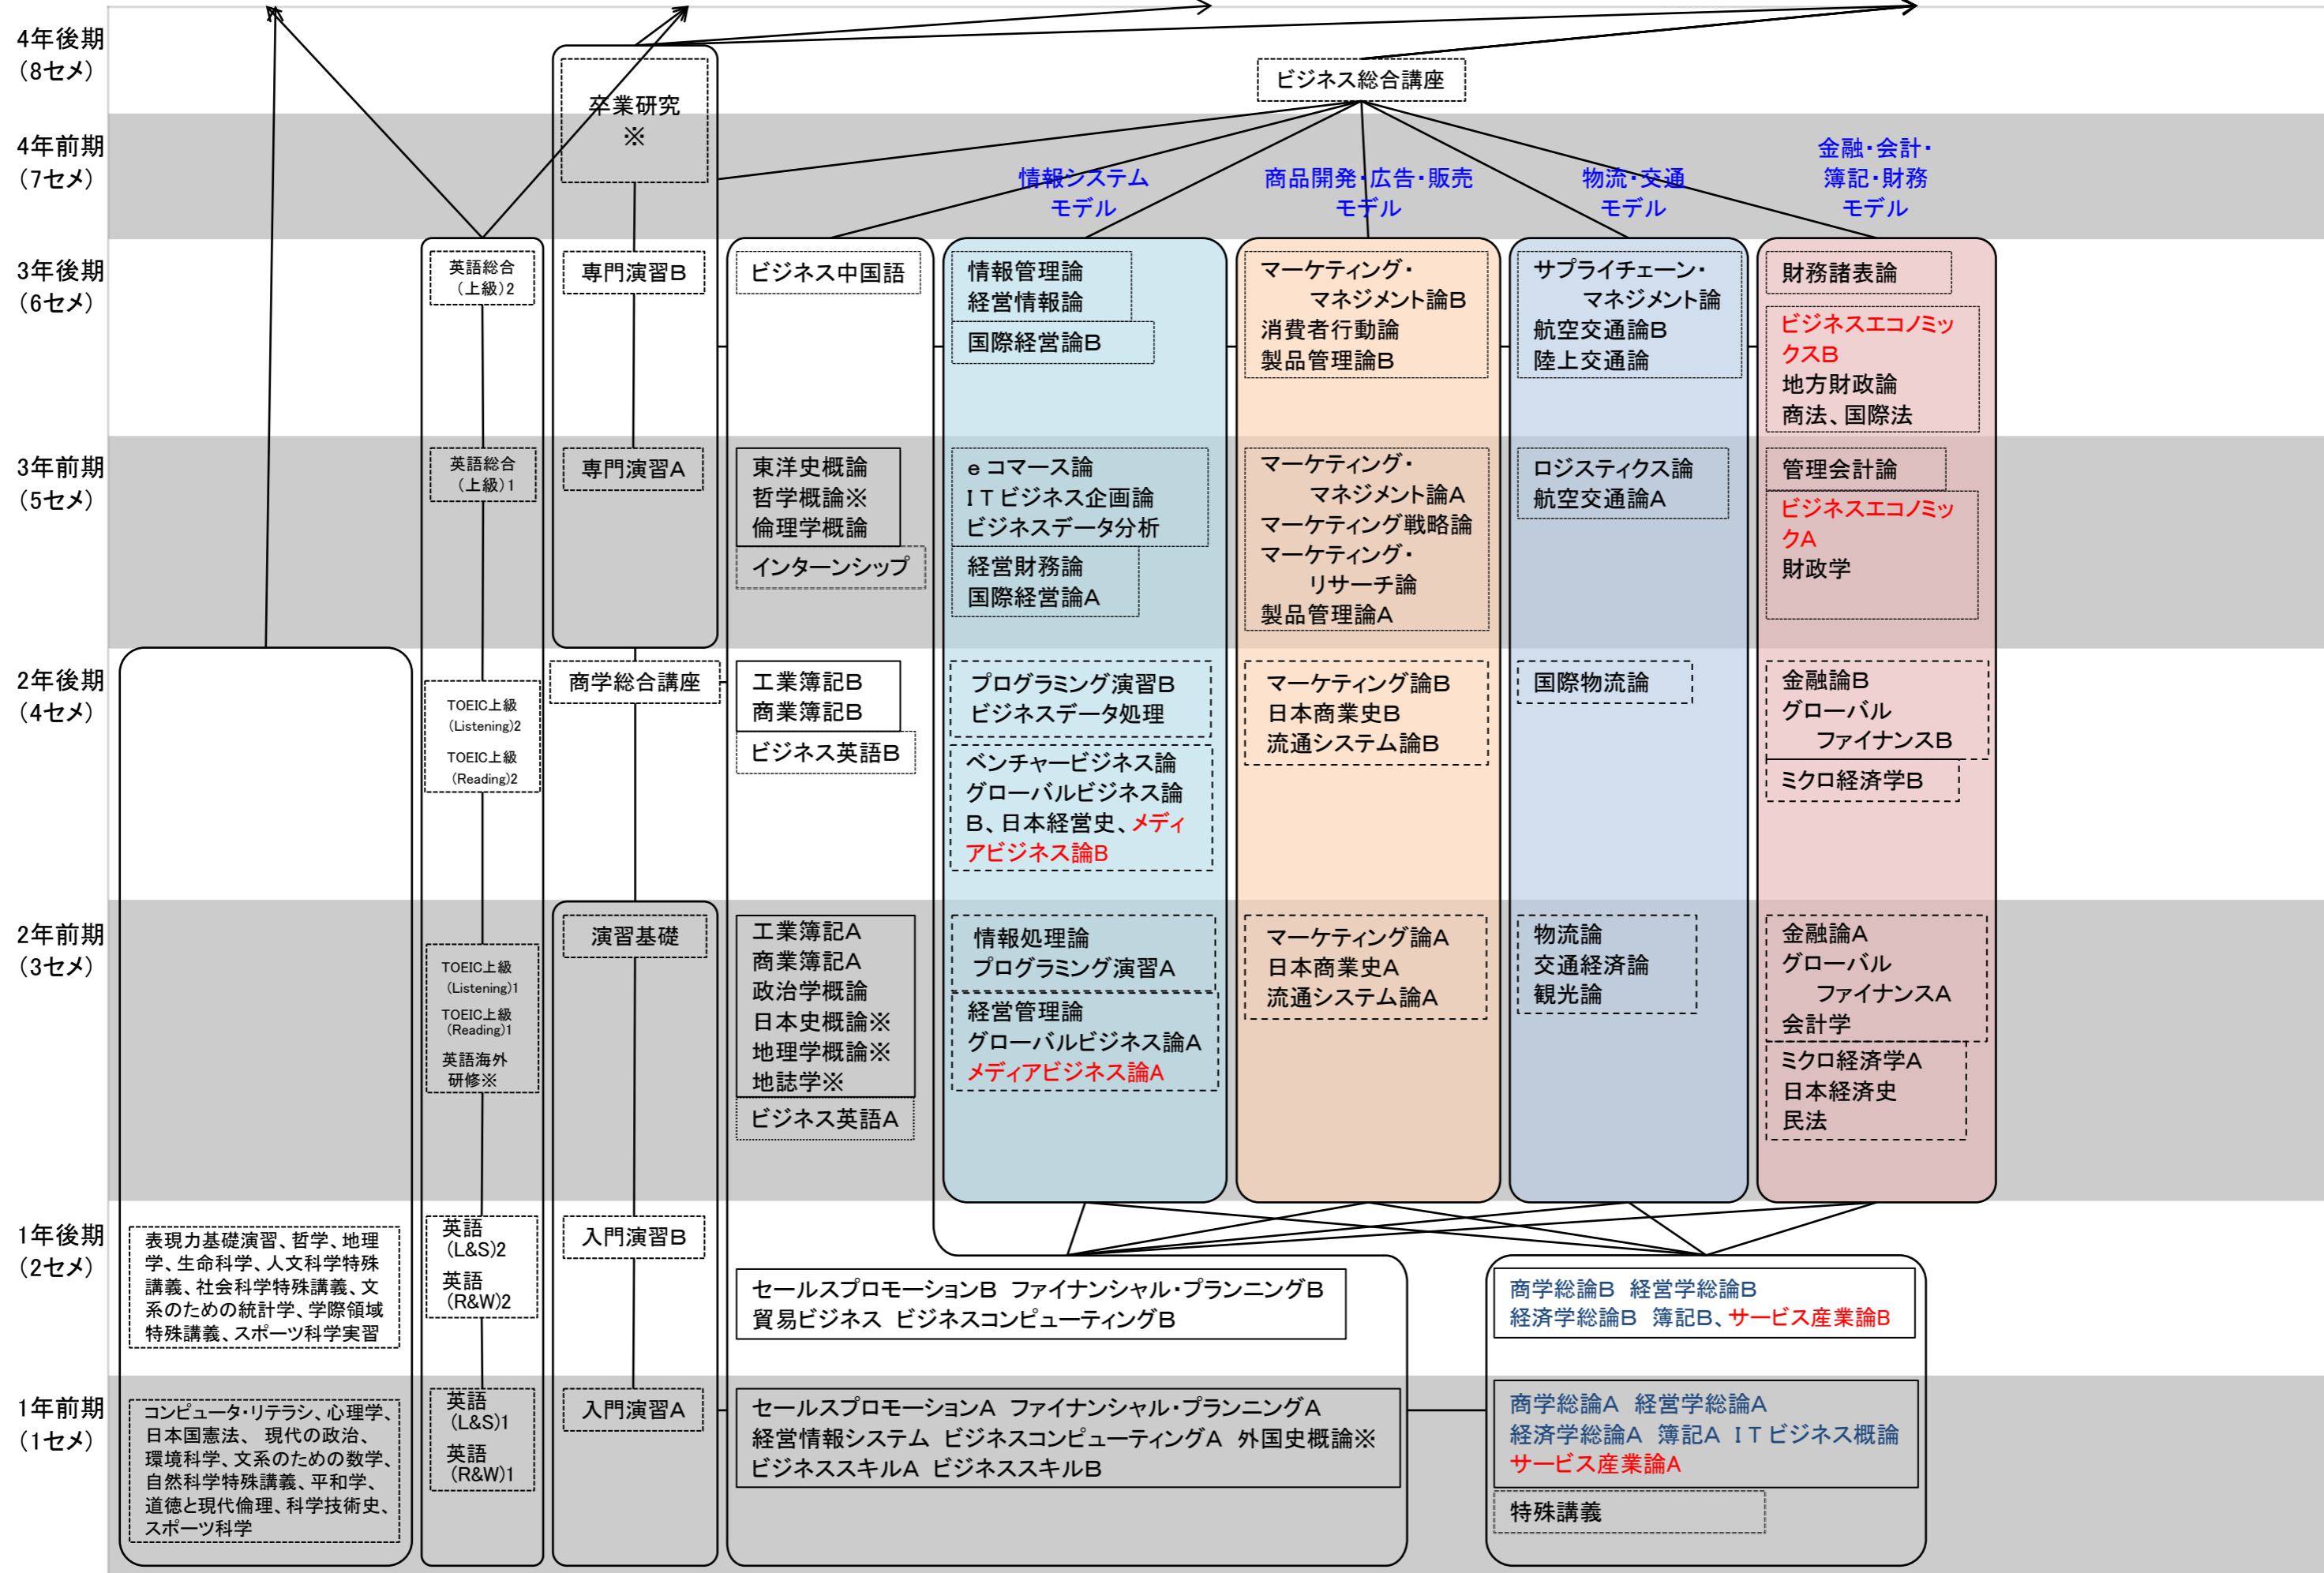 4年後期
（8セメ）
卒業研究
※
ビジネス総合講座
4年前期
（7セメ）
情報システム
モデル
商品開発・広告・販売
モデル
物流・交通
モデル
金融・会計・
簿記・財務
モデル
3年後期
（6セメ）
英語総合
（上級）2
専門演習B
ビジネス中国語
情報管理論
経営情報論
国際経営論B
マーケティング・
マネジメント論B
消費者行動論
製品管理論B
サプライチェーン・
マネジメント論
航空交通論B
陸上交通論
財務諸表論
ビジネスエコノミッ
クスB
地方財政論
商法、国際法
3年前期
（5セメ）
英語総合
（上級）1
専門演習A
東洋史概論
哲学概論※
倫理学概論
インターンシップ
eコマース論
ITビジネス企画論
ビジネスデータ分析
経営財務論
国際経営論A
マーケティング・
マネジメント論A
マーケティング戦略論
マーケティング・
リサーチ論
製品管理論A
ロジスティクス論
航空交通論A
管理会計論
ビジネスエコノミッ
クA
財政学
2年後期
（4セメ）
TOEIC上級
(Listening)2
TOEIC上級
(Reading)2
商学総合講座
工業簿記B
商業簿記B
ビジネス英語B
プログラミング演習B
ビジネスデータ処理
ベンチャービジネス論
グローバルビジネス論
B、日本経営史、メディ
アビジネス論B
マーケティング論B
日本商業史B
流通システム論B
国際物流論
金融論B
グローバル
ファイナンスB
ミクロ経済学B
2年前期
（3セメ）
TOEIC上級
(Listening)1
TOEIC上級
(Reading)1
英語海外
研修※
演習基礎
工業簿記A
商業簿記A
政治学概論
日本史概論※
地理学概論※
地誌学※
ビジネス英語A
情報処理論
プログラミング演習A
経営管理論
グローバルビジネス論A
メディアビジネス論A
マーケティング論A
日本商業史A
流通システム論A
物流論
交通経済論
観光論
金融論A
グローバル
ファイナンスA
会計学
ミクロ経済学A
日本経済史
民法
1年後期
（2セメ）
表現力基礎演習、哲学、地理
学、生命科学、人文科学特殊
講義、社会科学特殊講義、文
系のための統計学、学際領域
特殊講義、スポーツ科学実習
英語
(L&S)2
英語
(R&W)2
入門演習B
セールスプロモーションB ファイナンシャル・プランニングB
貿易ビジネス ビジネスコンピューティングB
商学総論B 経営学総論B
経済学総論B 簿記B、サービス産業論B
1年前期
（1セメ）
コンピュータ・リテラシ、心理学、
日本国憲法、 現代の政治、
環境科学、文系のための数学、
自然科学特殊講義、平和学、
道徳と現代倫理、科学技術史、
スポーツ科学
英語
(L&S)1
英語
(R&W)1
入門演習A
セールスプロモーションA ファイナンシャル・プランニングA
経営情報システム ビジネスコンピューティングA 外国史概論※
ビジネススキルA ビジネススキルB
商学総論A 経営学総論A
経済学総論A 簿記A ITビジネス概論
サービス産業論A
特殊講義